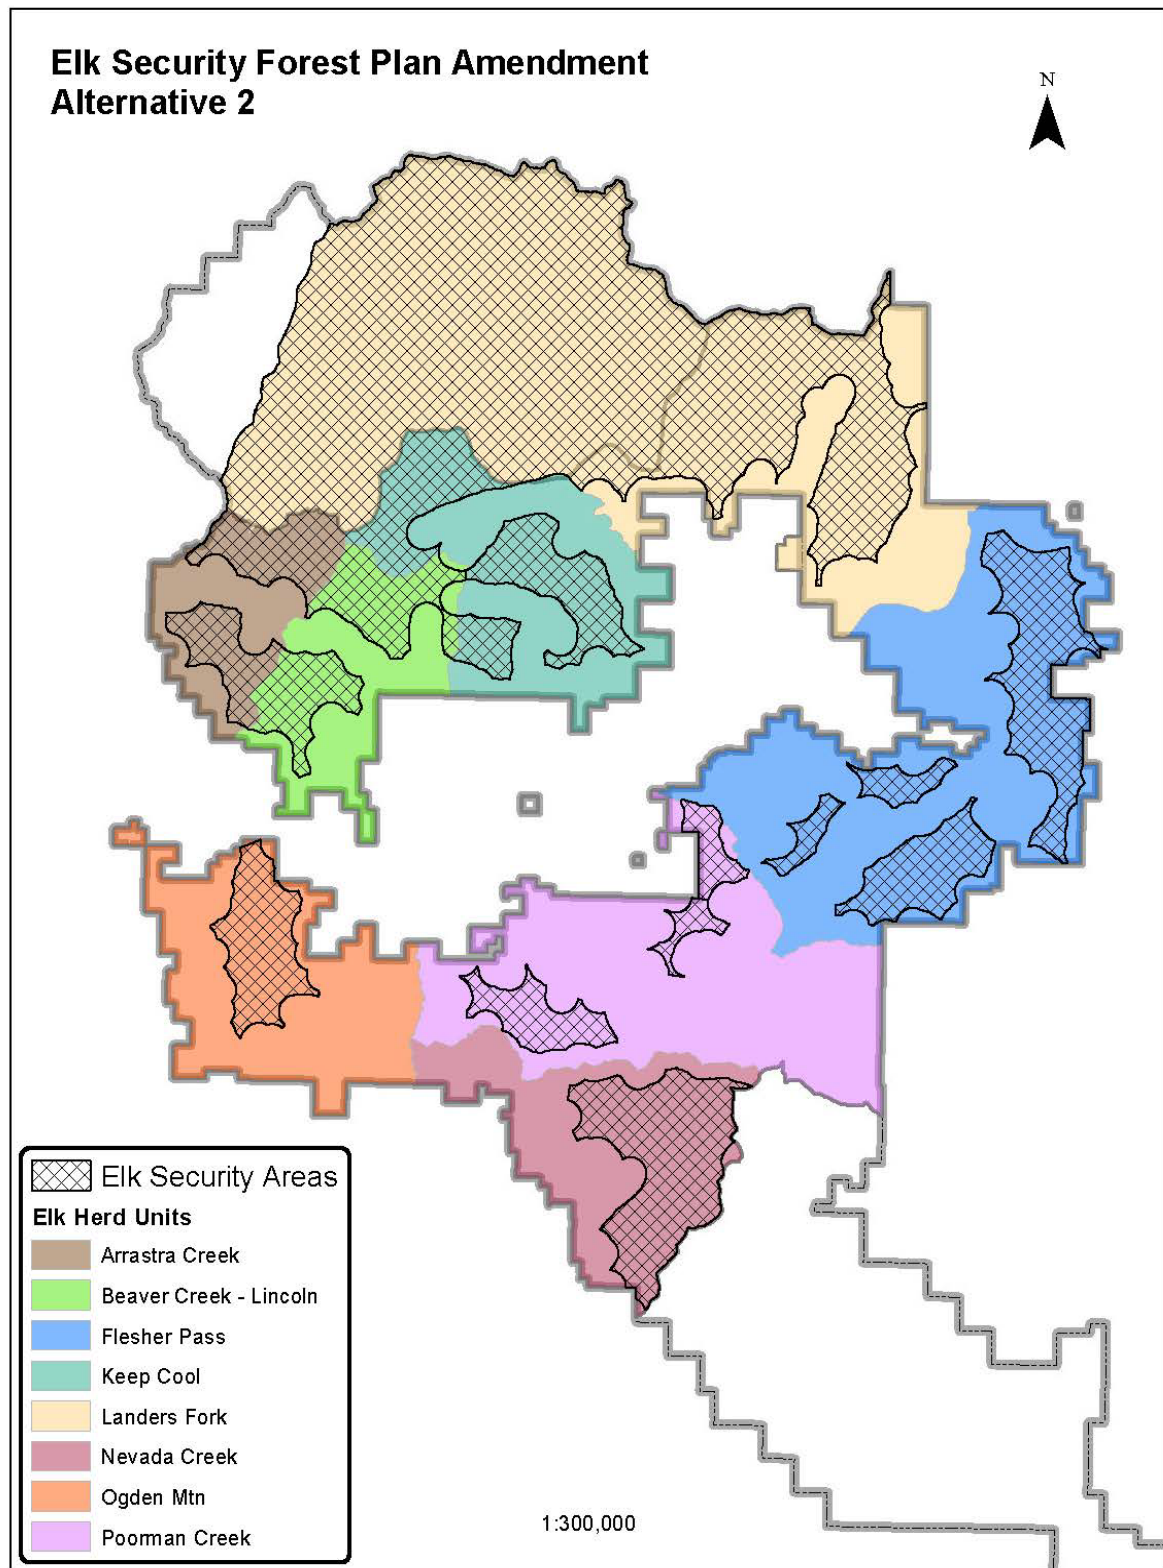 Elk Security Forest Plan Amendment
Alternative 2
N
Elk Security Areas
Elk Herd Units
Arrastra Creek
Beaver Creek - Lincoln
Flesher Pass
Keep Cool
Landers Fork
Nevada Creek
Ogden Mtn
Poorman Creek
1:300,000